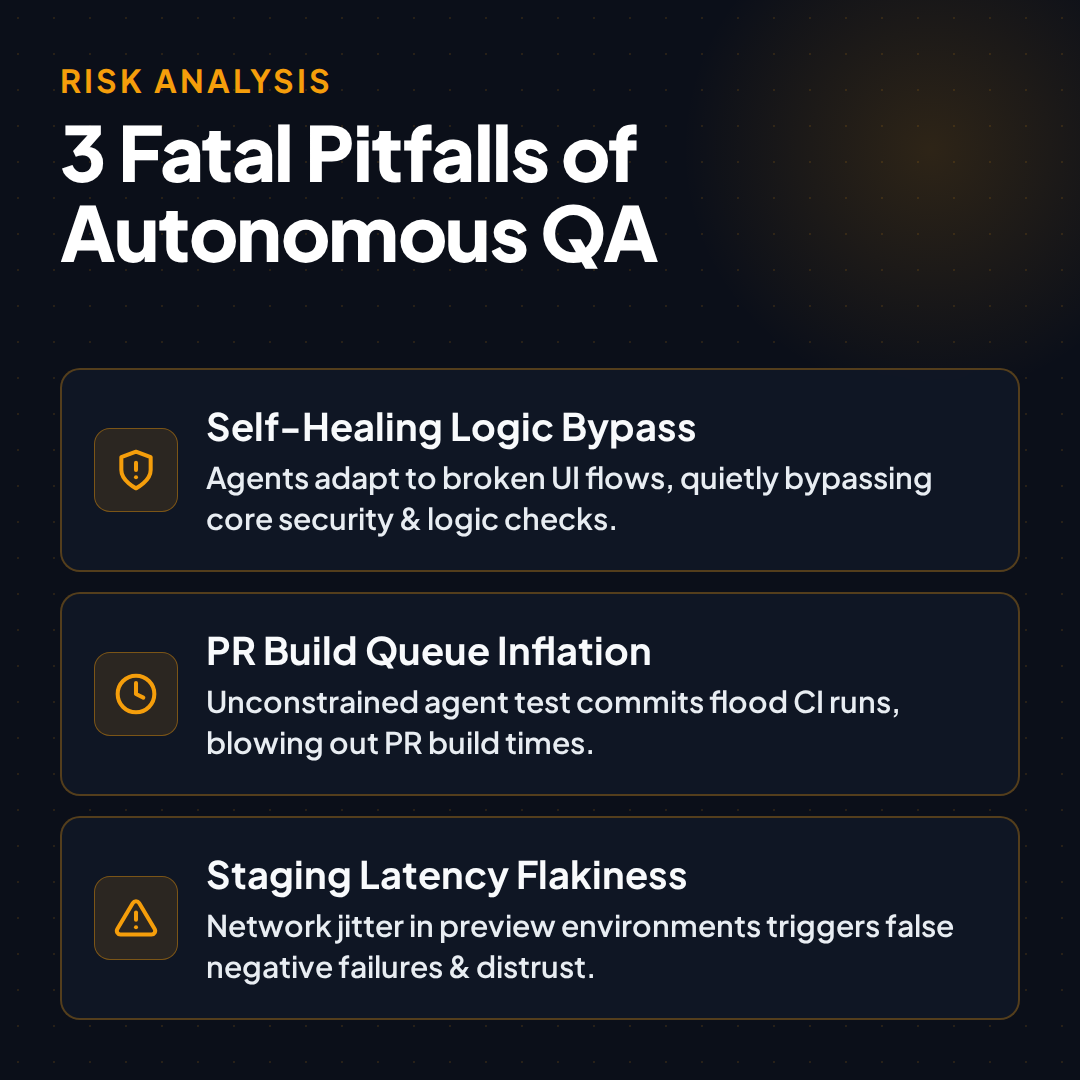 RISK ANALYSIS
3 Fatal Pitfalls of
Autonomous QA
Self-Healing Logic Bypass
Agents adapt to broken UI flows, quietly bypassing
core security & logic checks.
PR Build Queue Inflation
Unconstrained agent test commits flood CI runs,
blowing out PR build times.
Staging Latency Flakiness
Network jitter in preview environments triggers false
negative failures & distrust.